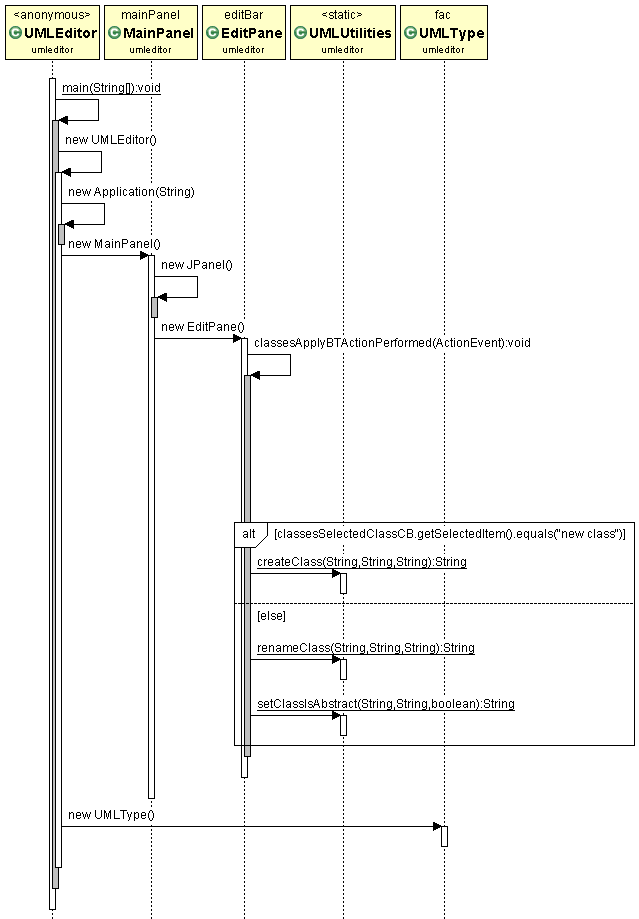 <anonymous> mainPanel editBar <static> fac
C UMLEditor C MainPanel C EditPane C UMLUtilities C UMLType
umleditor umleditor umleditor umleditor umleditor
main(String[]):void
new UMLEditor()
new Application(String)
new MainPanel()
new JPanel()
new EditPane()
classesApplyBTActionPerformed(ActionEvent):void
alt [classesSelectedClassCB.getSelectedItem().equals("new class")]
createClass(String,String,String):String
[else]
renameClass(String,String,String):String
setClassIsAbstract(String,String,boolean):String
new UMLType()